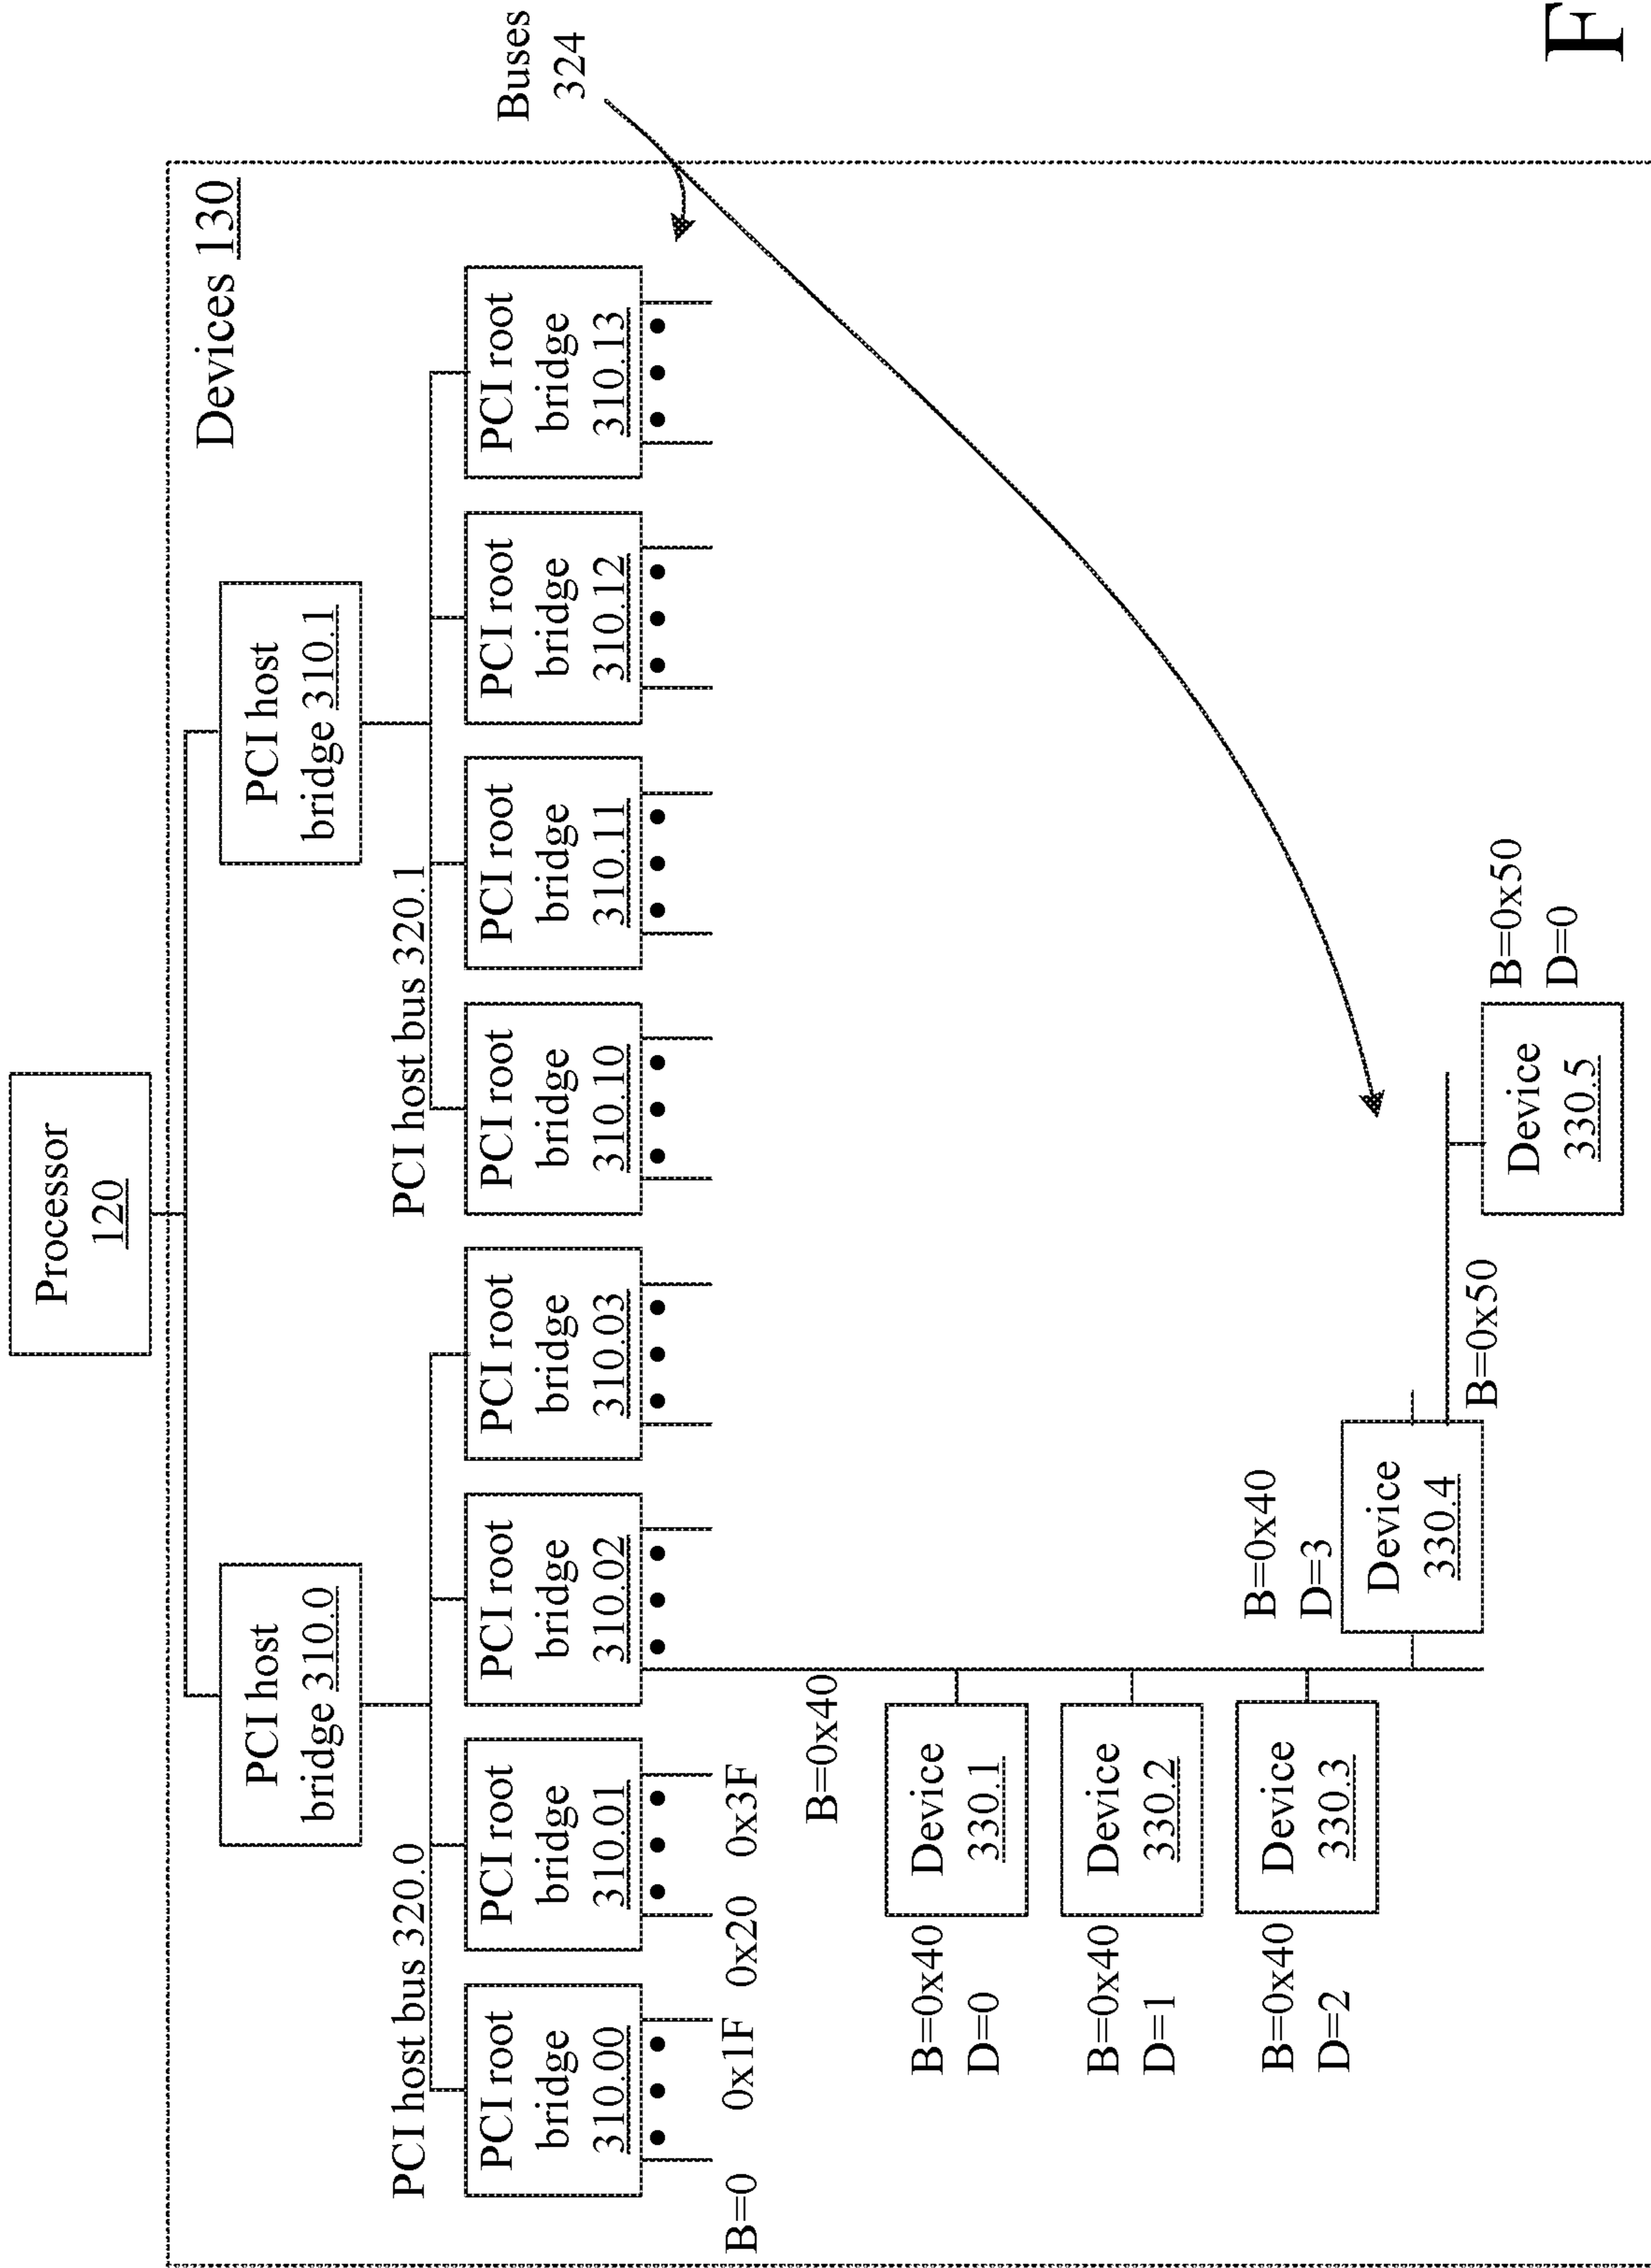 Processor
120
Devices 130
PCI host
bridge 310.0
PCI host
bridge 310.1
Buses
324
PCI host bus 320.0
PCI host bus 320.1
PCI root
bridge
310.00
PCI root
bridge
310.01
PCI root
bridge
310.02
PCI root
bridge
310.03
PCI root
bridge
310.10
PCI root
bridge
310.11
PCI root
bridge
310.12
PCI root
bridge
310.13
B=0
0x1F
0x20
0x3F
B=0x40
B=0x40
D=0
Device
330.1
B=0x40
D=1
Device
330.2
B=0x40
D=2
Device
330.3
B=0x40
D=3
Device
330.4
B=0x50
Device
330.5
B=0x50
D=0
F